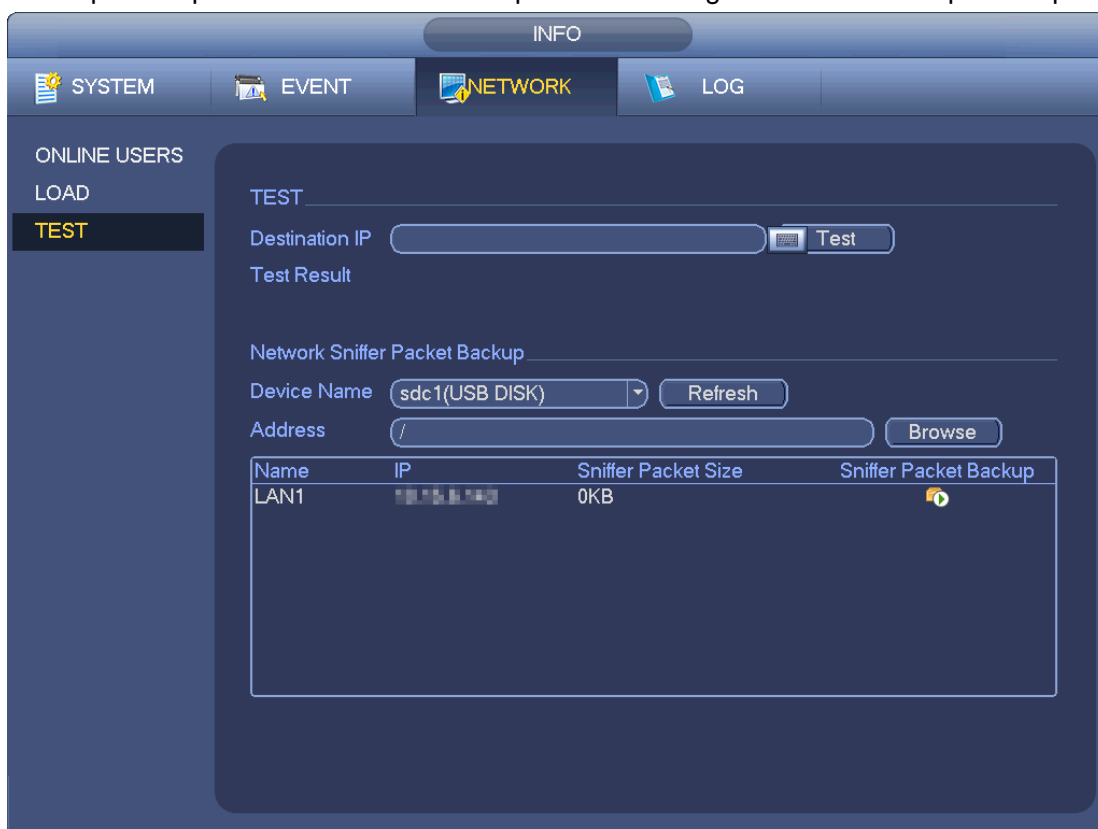 INFO
SYSTEM EVENT NETWORK LOG
ONLINE USERS
LOAD
TEST
TEST
Destination IP Test
Test Result
Network Sniffer Packet Backup
Device Name sdc1(USB DISK) Refresh
Address / Browse
Name IP Sniffer Packet Size Sniffer Packet Backup
LAN1 0KB